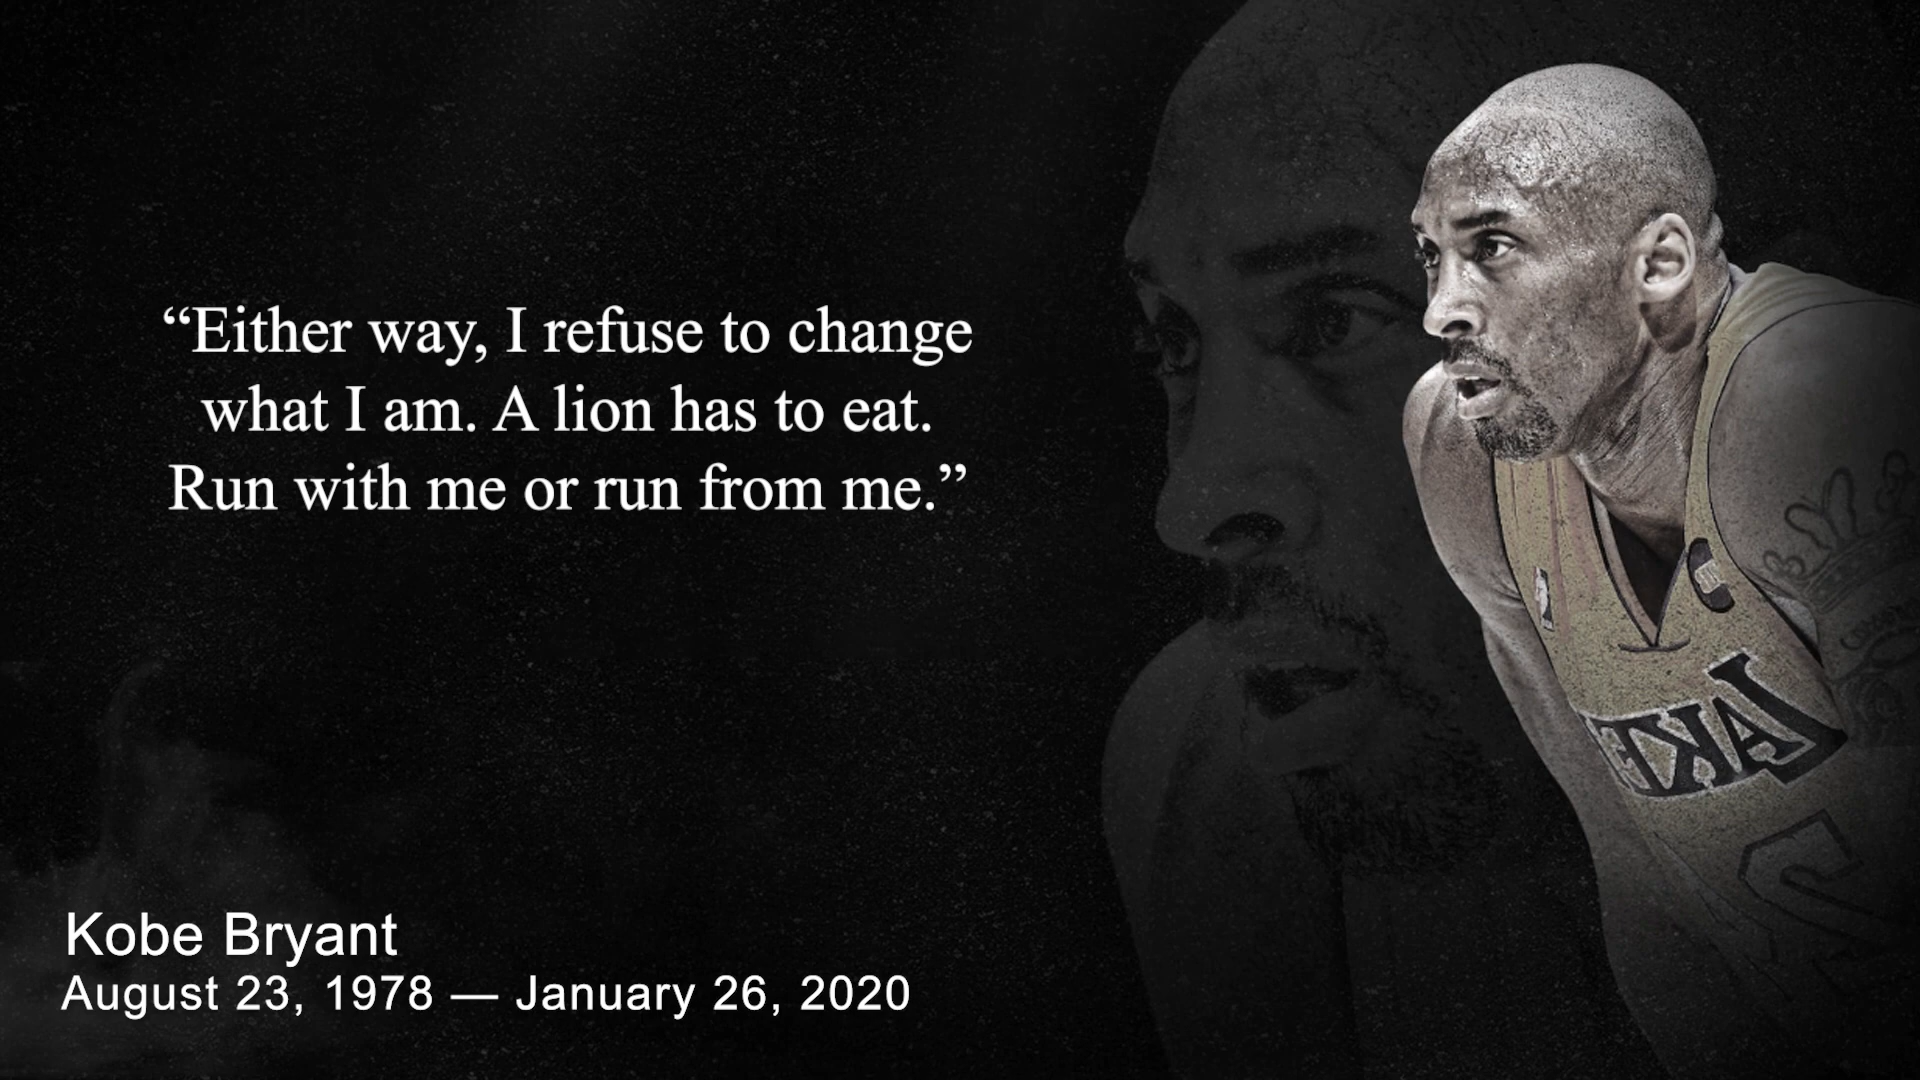 “Either way, I refuse to change
what I am. A lion has to eat.
Run with me or run from me.”
LAKE
Kobe Bryant
August 23, 1978 — January 26, 2020